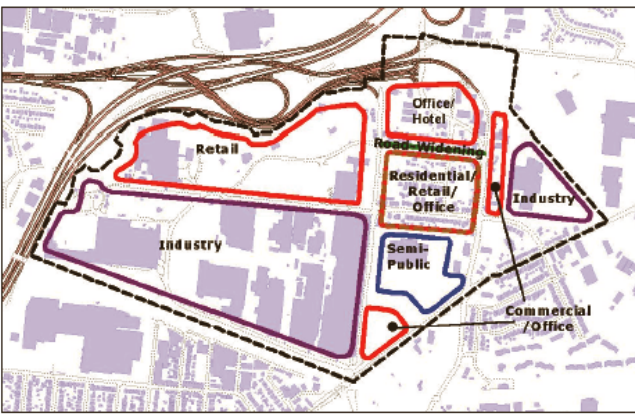 Office/
Hotel
Road-Widening
Retail
Residential/
Retail/
Office
Industry
Industry
Semi-
Public
Commercial
/Office